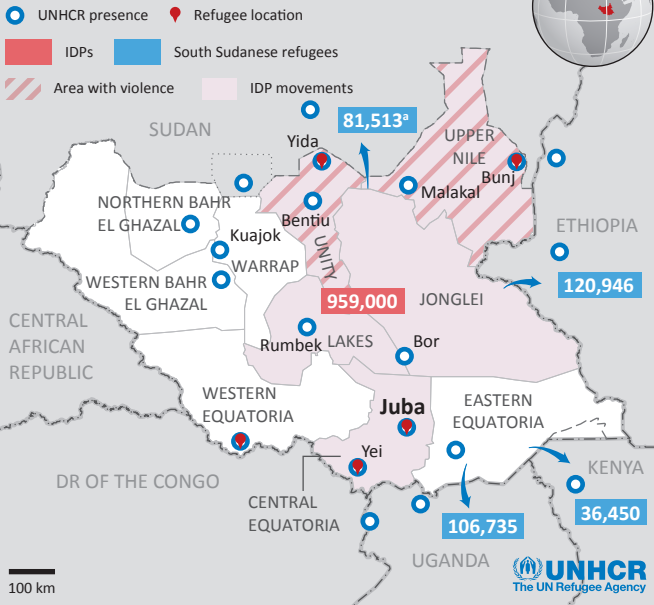 UNHCR presence
Refugee location
IDPs
South Sudanese refugees
Area with violence
IDP movements
SUDAN
81,513ª
Yida
UPPER
NILE
Bunj
Malakal
NORTHERN BAHR
EL GHAZAL
Bentiu
ETHIOPIA
Kuajok
UNITY
WARRAP
WESTERN BAHR
EL GHAZAL
120,946
959,000
JONGLEI
CENTRAL
AFRICAN
REPUBLIC
Rumbek
LAKES
Bor
WESTERN
EQUATORIA
Juba
EASTERN
EQUATORIA
Yei
KENYA
DR OF THE CONGO
CENTRAL
EQUATORIA
36,450
106,735
UGANDA
100 km
UNHCR
The UN Refugee Agency